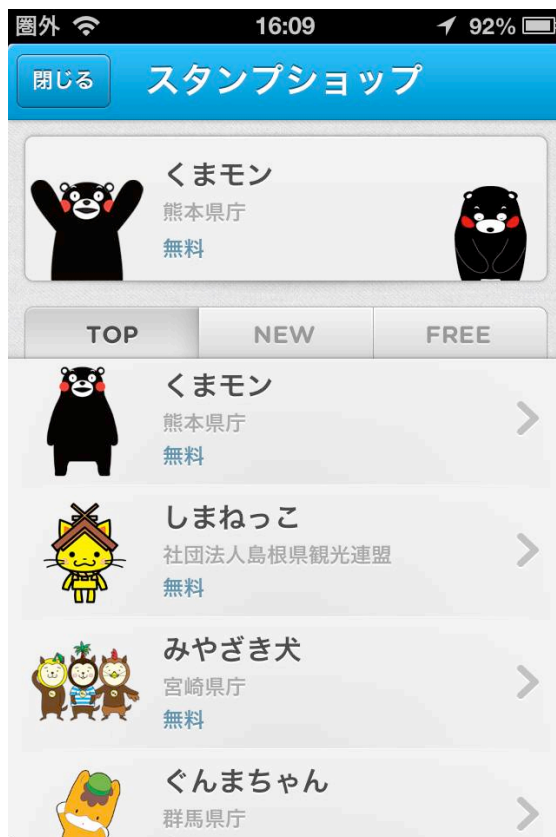 圏外 16:09 92%
閉じる スタンプショップ
くまモン
熊本県庁
無料
TOP NEW FREE
くまモン
熊本県庁
無料
しまねっこ
社団法人島根県観光連盟
無料
みやざき犬
宮崎県庁
無料
ぐんまちゃん
群馬県庁